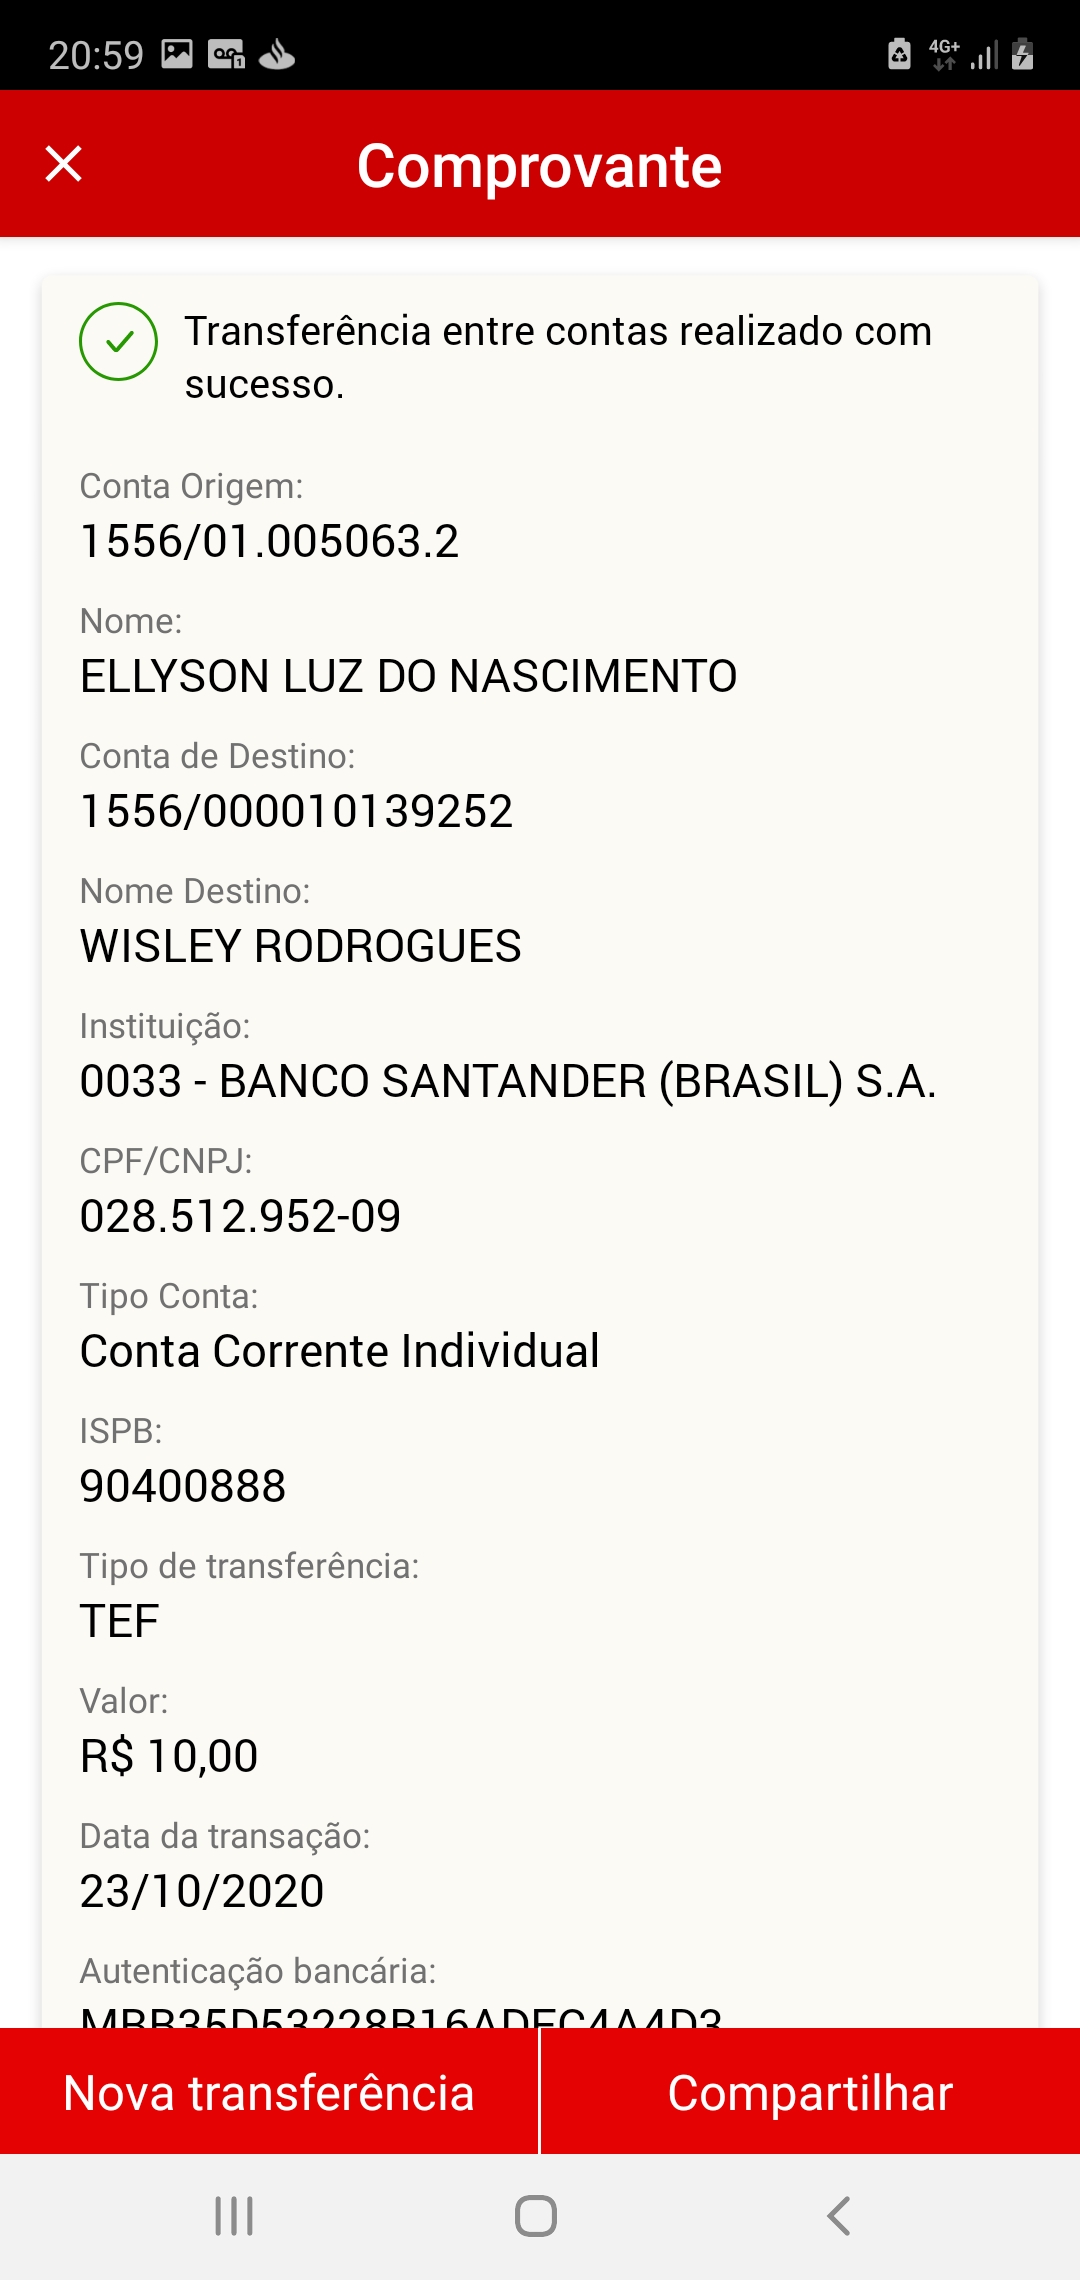 20:59
4G+
Comprovante
Transferência entre contas realizado com
sucesso.
Conta Origem:
1556/01.005063.2
Nome:
ELLYSON LUZ DO NASCIMENTO
Conta de Destino:
1556/000010139252
Nome Destino:
WISLEY RODROGUES
Instituição:
0033 - BANCO SANTANDER (BRASIL) S.A.
CPF/CNPJ:
028.512.952-09
Tipo Conta:
Conta Corrente Individual
ISPB:
90400888
Tipo de transferência:
TEF
Valor:
R$ 10,00
Data da transação:
23/10/2020
Autenticação bancária:
Nova transferência
Compartilhar